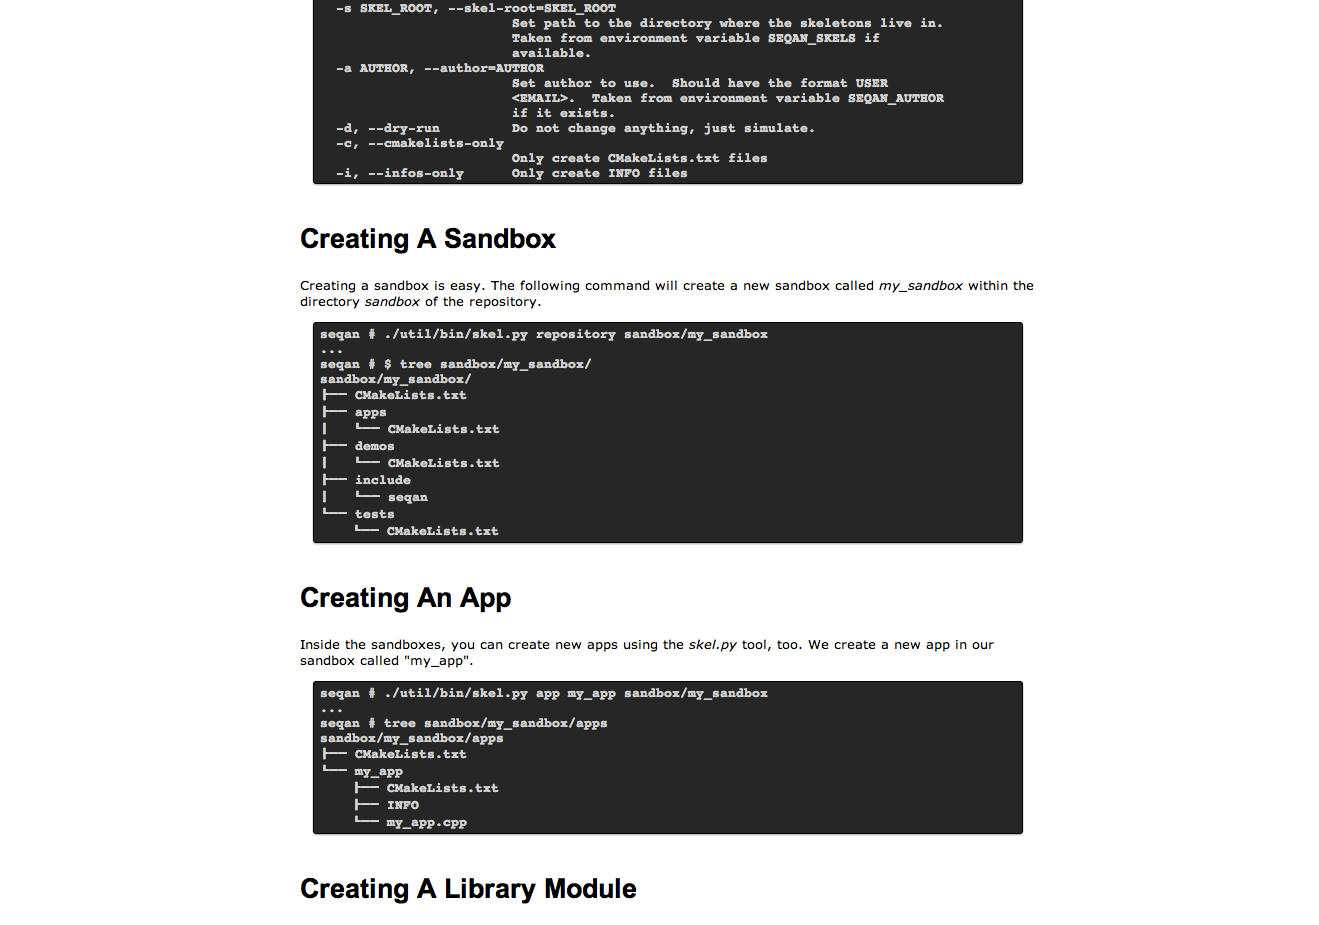 -s SKEL_ROOT, --skel-root=SKEL_ROOT
Set path to the directory where the skeletons live in.
Taken from environment variable SEQAN_SKELS if
available.
-a AUTHOR, --author=AUTHOR
Set author to use.  Should have the format USER
<EMAIL>.  Taken from environment variable SEQAN_AUTHOR
if it exists.
-d, --dry-run         Do not change anything, just simulate.
-c, --cmakelists-only
Only create CMakeLists.txt files
-i, --infos-only      Only create INFO files
Creating A Sandbox
Creating a sandbox is easy. The following command will create a new sandbox called my_sandbox within the
directory sandbox of the repository.
seqan # ./util/bin/skel.py repository sandbox/my_sandbox
...
seqan # $ tree sandbox/my_sandbox/
sandbox/my_sandbox/
├── CMakeLists.txt
├── apps
│   └── CMakeLists.txt
├── demos
│   └── CMakeLists.txt
├── include
│   └── seqan
└── tests
    └── CMakeLists.txt
Creating An App
Inside the sandboxes, you can create new apps using the skel.py tool, too. We create a new app in our
sandbox called "my_app".
seqan # ./util/bin/skel.py app my_app sandbox/my_sandbox
...
seqan # tree sandbox/my_sandbox/apps
sandbox/my_sandbox/apps
├── CMakeLists.txt
└── my_app
    ├── CMakeLists.txt
    ├── INFO
    └── my_app.cpp
Creating A Library Module